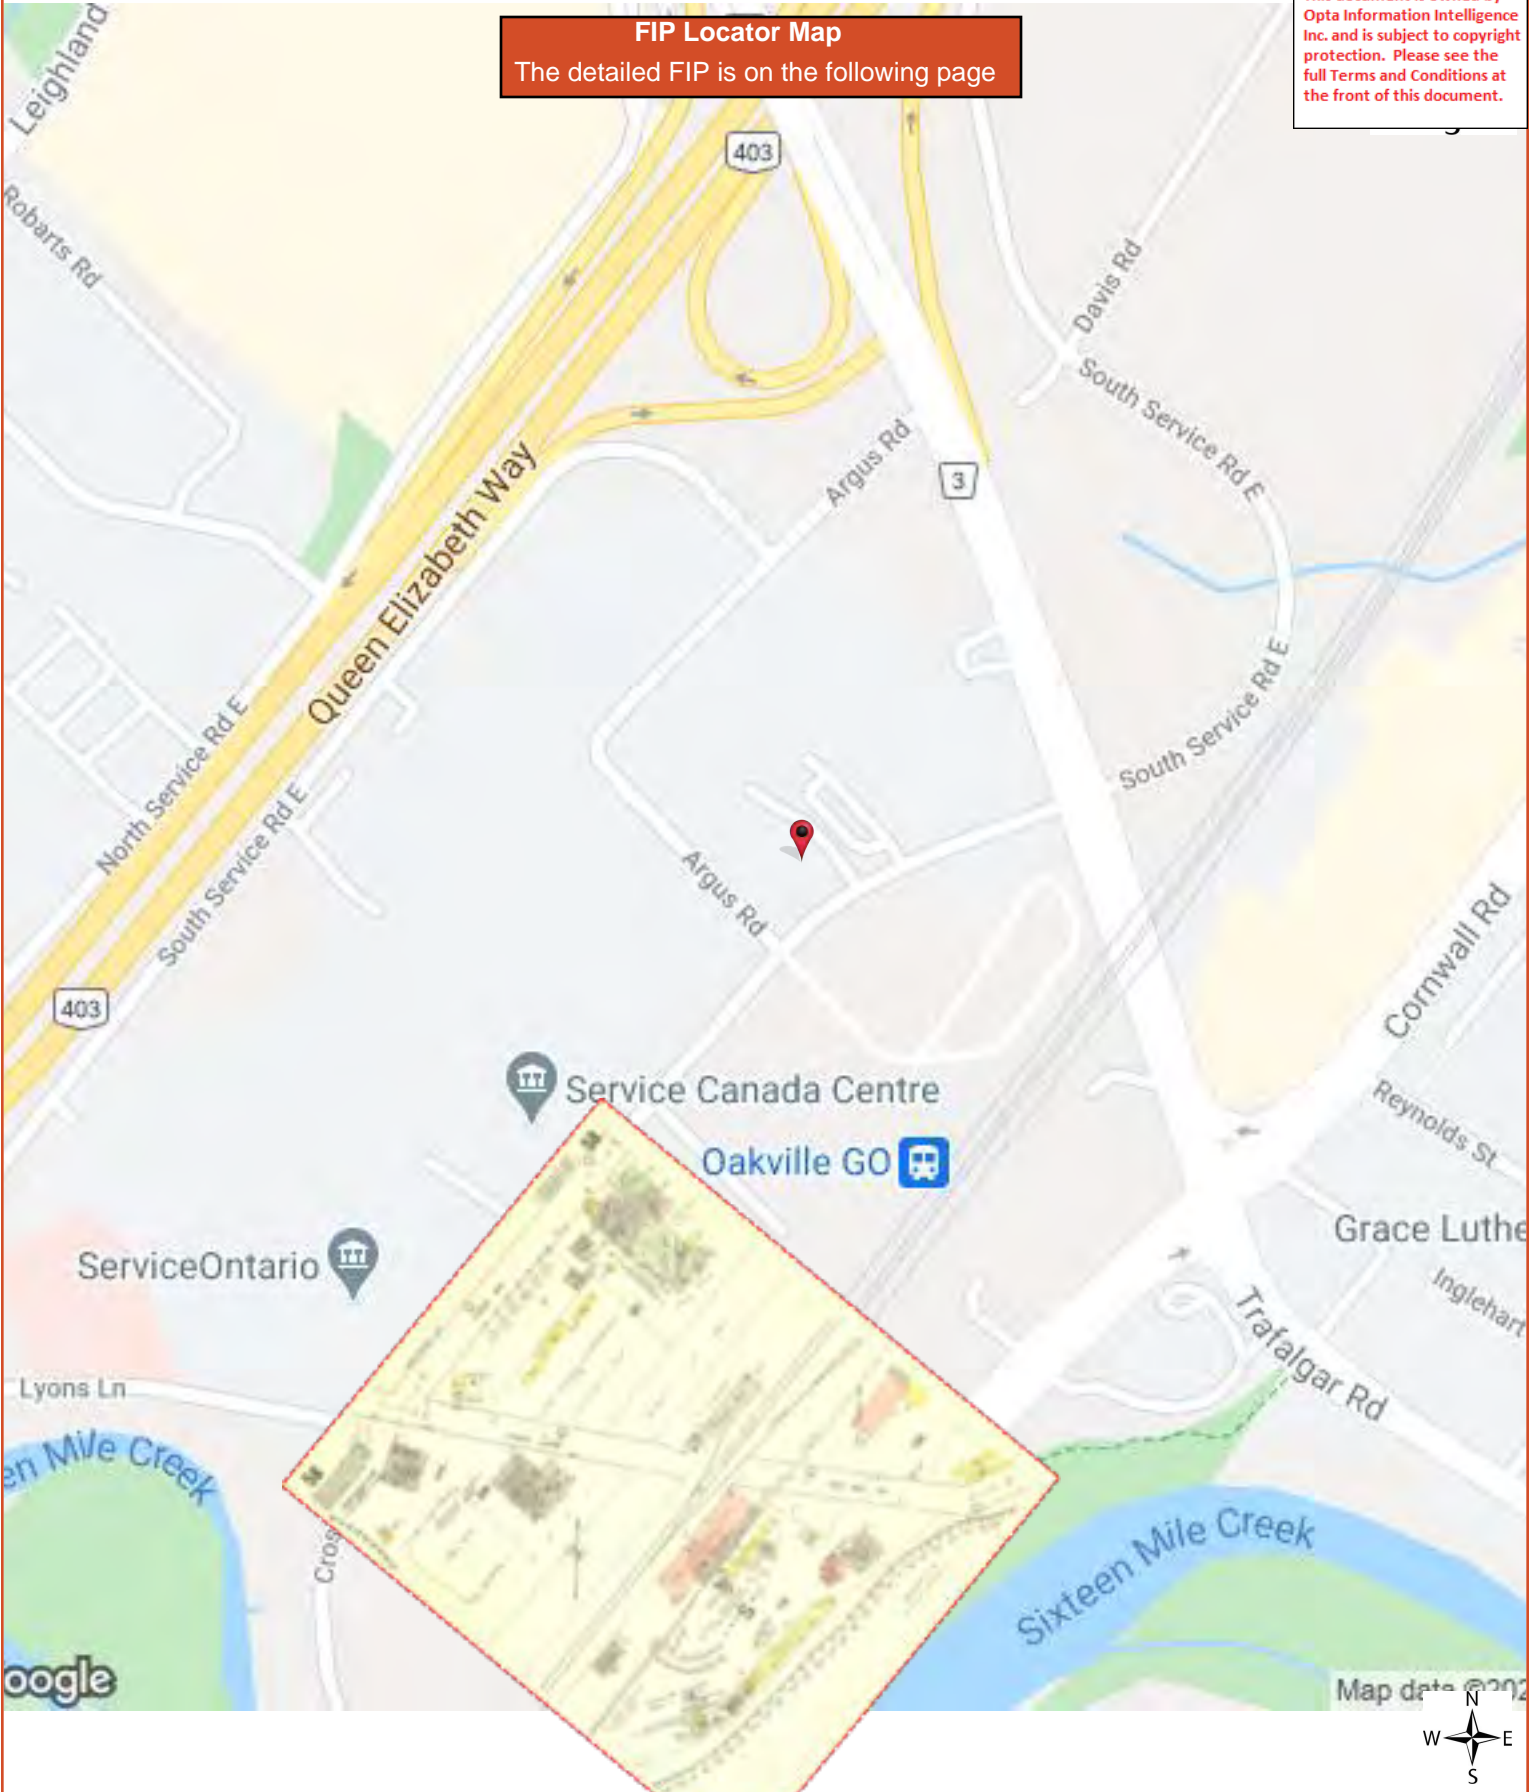 FIP Locator Map
The detailed FIP is on the following page
Opta Information Intelligence
Inc. and is subject to copyright
protection. Please see the
full Terms and Conditions at
the front of this document.
Leighland
403
Robarts Rd
Davis Rd
South Service Rd E
Argus Rd
3
Queen Elizabeth Way
North Service Rd E
South Service Rd E
South Service Rd E
Argus Rd
Cornwall Rd
403
Service Canada Centre
Reynolds St
Oakville GO
ServiceOntario
Grace Luthe
Inglehart
Trafalgar Rd
Lyons Ln
en Mile Creek
58
58
Cros
Sixteen Mile Creek
oogle
Map data ©202
N
W E
S